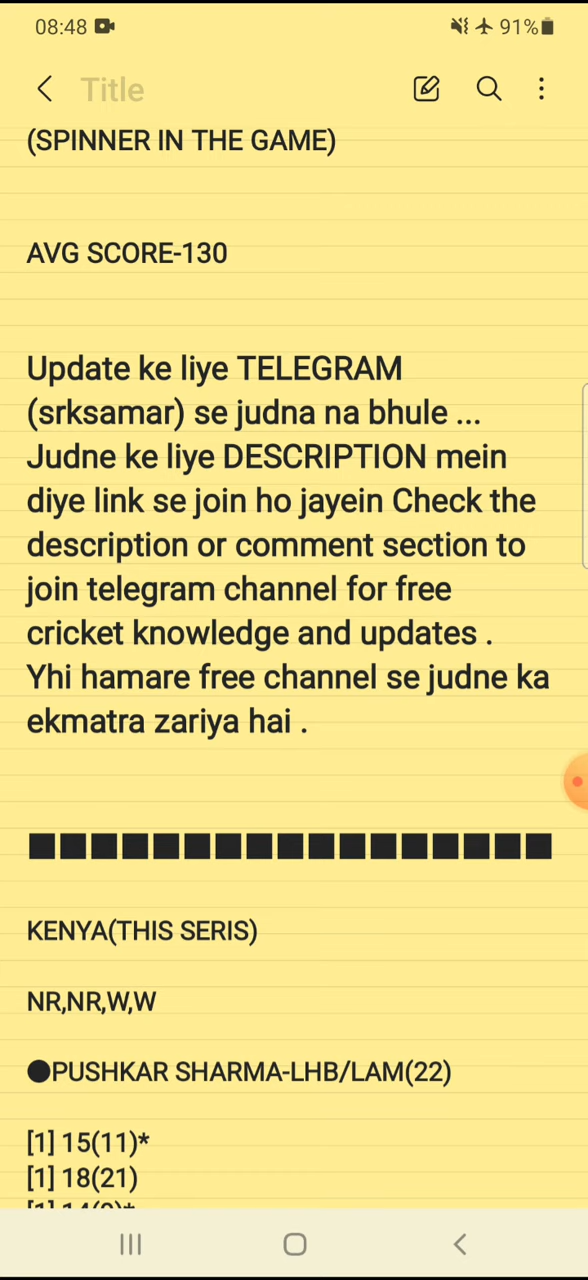 08:48
91%
Title
(SPINNER IN THE GAME)
AVG SCORE-130
Update ke liye TELEGRAM
(srksamar) se judna na bhule ...
Judne ke liye DESCRIPTION mein
diye link se join ho jayein Check the
description or comment section to
join telegram channel for free
cricket knowledge and updates .
Yhi hamare free channel se judne ka
ekmatra zariya hai .
■■■■■■■■■■■■■■■■■
KENYA(THIS SERIS)
NR,NR,W,W
●PUSHKAR SHARMA-LHB/LAM(22)
[1] 15(11)*
[1] 18(21)